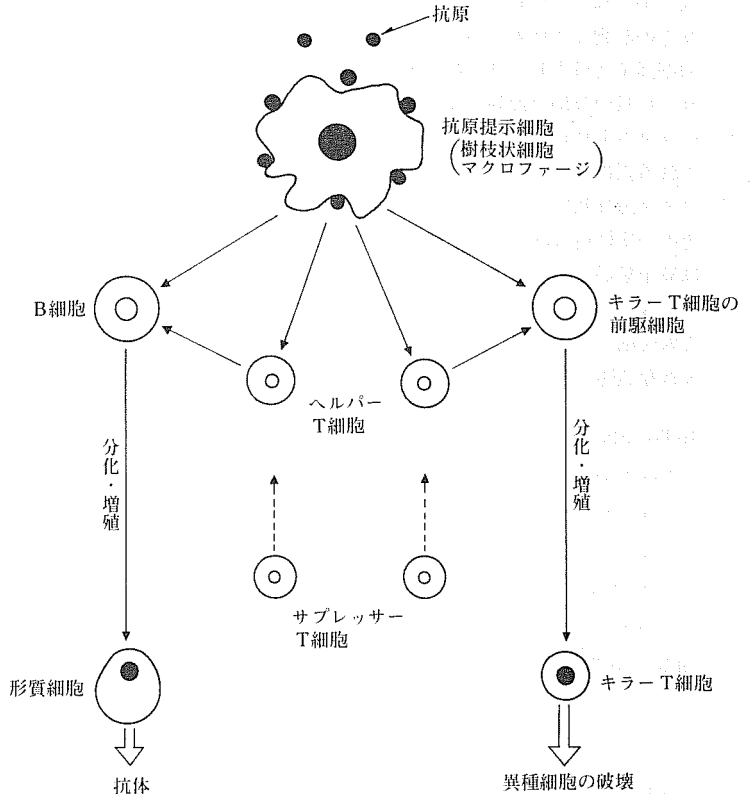 抗原
抗原提示細胞
(樹枝状細胞
マクロファージ)
B細胞
キラーT細胞の
前駆細胞
ヘルパー
T細胞
分化・増殖
分化・増殖
サプレッサー
T細胞
形質細胞
キラーT細胞
抗体
異種細胞の破壊